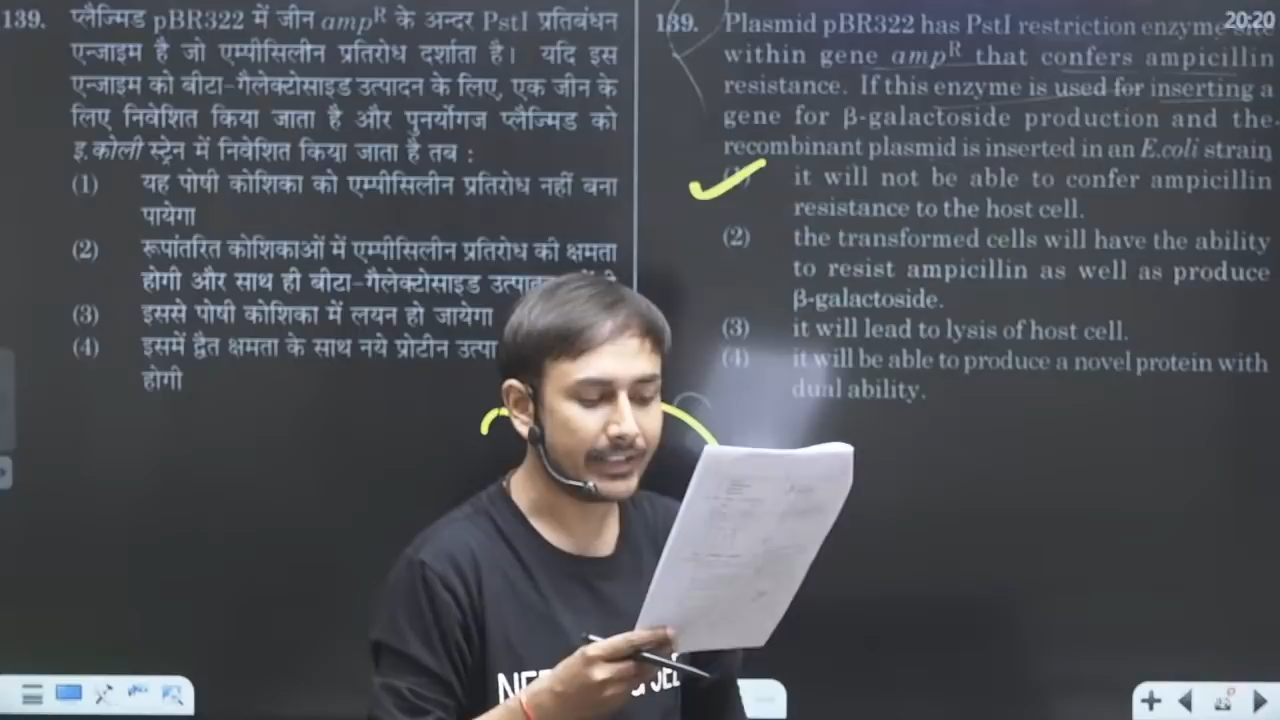 139. प्लैज्मिड pBR322 में जीन ampᴿ के अन्दर PstI प्रतिबंधन
एन्जाइम है जो एम्पीसिलीन प्रतिरोध दर्शाता है। यदि इस
एन्जाइम को बीटा-गैलेक्टोसाइड उत्पादन के लिए, एक जीन के
लिए निवेशित किया जाता है और पुनर्योगज प्लैज्मिड को
इ.कोली स्ट्रेन में निवेशित किया जाता है तब :
(1) यह पोषी कोशिका को एम्पीसिलीन प्रतिरोध नहीं बना
पायेगा
(2) रूपांतरित कोशिकाओं में एम्पीसिलीन प्रतिरोध की क्षमता
होगी और साथ ही बीटा-गैलेक्टोसाइड
(3) इससे पोषी कोशिका में लयन हो जायेगा
(4) इसमें द्वैत क्षमता के साथ नये प्रोटीन
होगी
20:20
139. Plasmid pBR322 has PstI restriction enzyme site
within gene ampᴿ that confers ampicillin
resistance. If this enzyme is used for inserting a
gene for β-galactoside production and the
recombinant plasmid is inserted in an E.coli strain
(1) it will not be able to confer ampicillin
resistance to the host cell.
(2) the transformed cells will have the ability
to resist ampicillin as well as produce
β-galactoside.
(3) it will lead to lysis of host cell.
(4) it will be able to produce a novel protein with
dual ability.